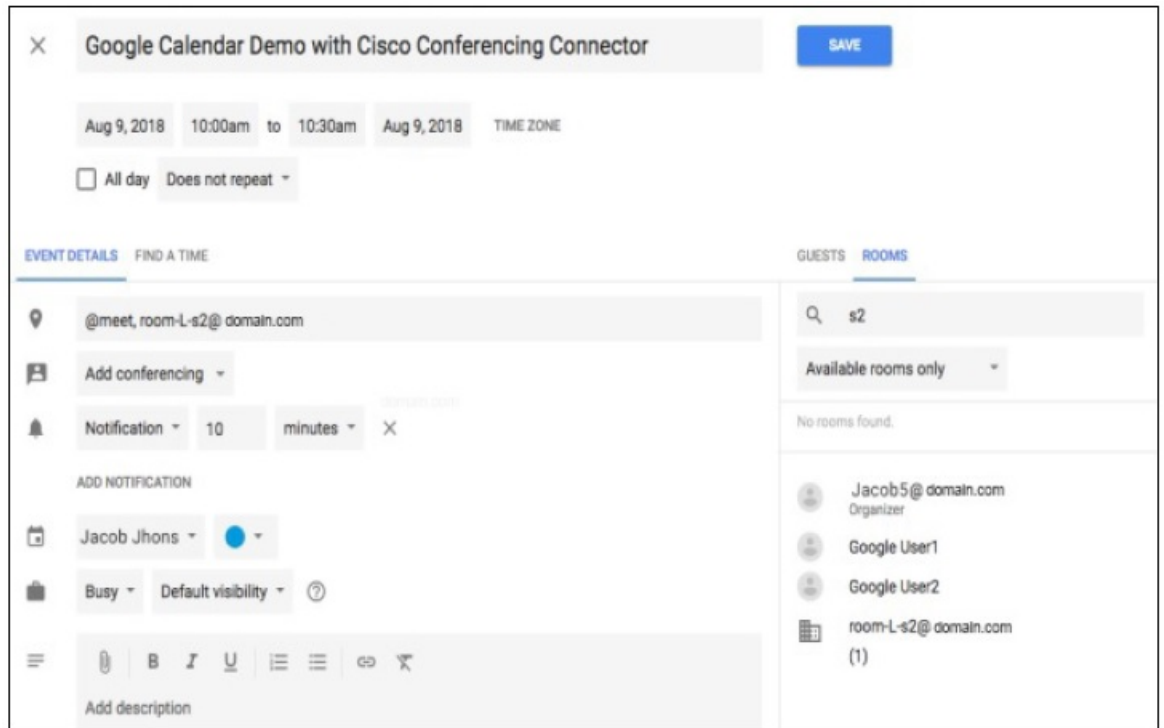 Google Calendar Demo with Cisco Conferencing Connector
SAVE
Aug 9, 2018 10:00am to 10:30am Aug 9, 2018 TIME ZONE
All day Does not repeat
EVENT DETAILS FIND A TIME
GUESTS ROOMS
@meet, room-L-s2@ domain.com
s2
Add conferencing
Available rooms only
domain.com
Notification 10 minutes
No rooms found.
ADD NOTIFICATION
Jacob5@ domain.com
Organizer
Jacob Jhons
Google User1
Busy Default visibility
Google User2
room-L-s2@ domain.com
(1)
B I U
Add description